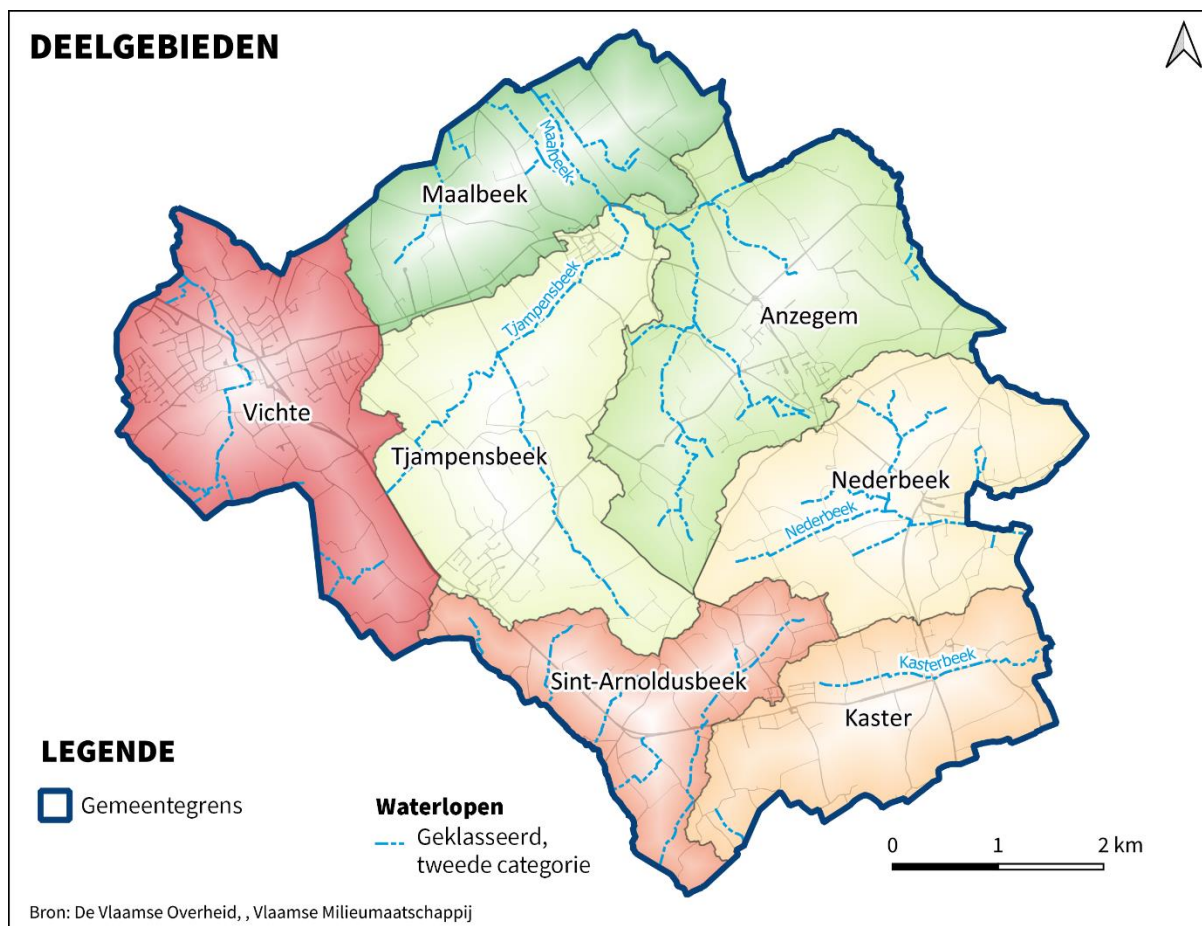 DEELGEBIEDEN
Maalbeek
Maalbeek
Tjampensbeek
Anzegem
Vichte
Tjampensbeek
Nederbeek
Nederbeek
Kasterbeek
Sint-Arnoldusbeek
Kaster
LEGENDE
Gemeentegrens
Waterlopen
Geklasseerd,
tweede categorie
0 1 2 km
Bron: De Vlaamse Overheid, , Vlaamse Milieumaatschappij